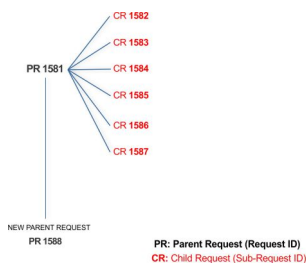 CR 1582
CR 1583
PR 1581
CR 1584
CR 1585
CR 1586
CR 1587
NEW PARENT REQUEST
PR 1588
PR: Parent Request (Request ID)
CR: Child Request (Sub-Request ID)